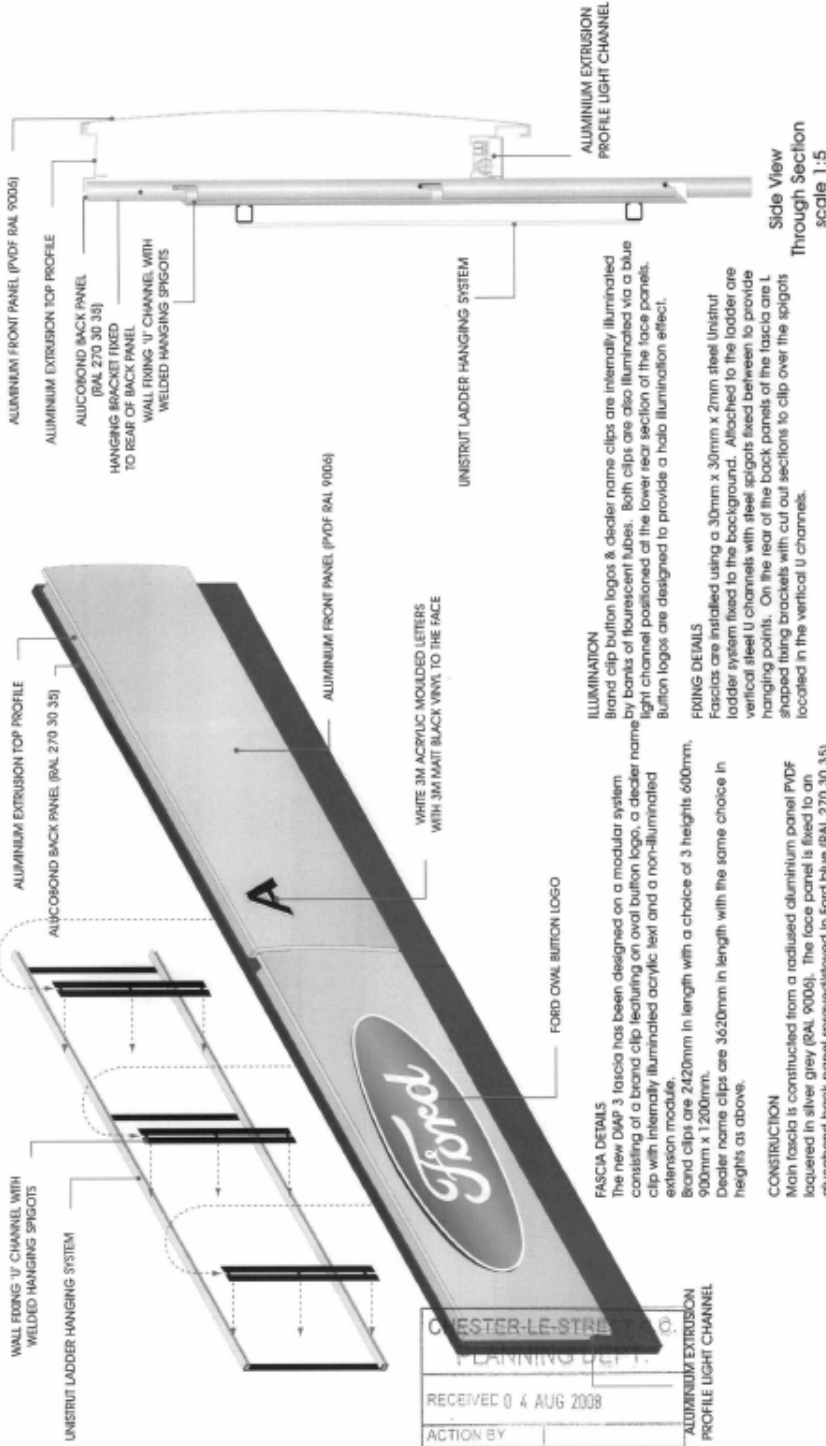 WALL FIXING 'U' CHANNEL WITH
WELDED HANGING SPIGOTS
UNISTRUT LADDER HANGING SYSTEM
ALUMINIUM EXTRUSION TOP PROFILE
ALUCOBOND BACK PANEL (RAL 270 30 35)
ALUMINIUM FRONT PANEL (PVDF RAL 9006)
WHITE 3M ACRYLIC MOULDED LETTERS
WITH 3M MATT BLACK VINYL TO THE FACE
FORD OVAL BUTTON LOGO
A
Ford
ALUMINIUM EXTRUSION
PROFILE LIGHT CHANNEL
CHESTER-LE-STREET D.C.
PLANNING DEPT.
RECEIVED 0 4 AUG 2008
ACTION BY
ALUMINIUM FRONT PANEL (PVDF RAL 9006)
ALUMINIUM EXTRUSION TOP PROFILE
ALUCOBOND BACK PANEL
(RAL 270 30 35)
HANGING BRACKET FIXED
TO REAR OF BACK PANEL
WALL FIXING 'U' CHANNEL WITH
WELDED HANGING SPIGOTS
UNISTRUT LADDER HANGING SYSTEM
ALUMINIUM EXTRUSION
PROFILE LIGHT CHANNEL
Side View
Through Section
scale 1:5
FASCIA DETAILS
The new DIAP 3 fascia has been designed on a modular system
consisting of a brand clip featuring on oval button logo, a dealer name
clip with internally illuminated acrylic text and a non-illuminated
extension module.
Brand clips are 2420mm in length with a choice of 3 heights 600mm,
900mm x 1200mm.
Dealer name clips are 3620mm in length with the same choice in
heights as above.
CONSTRUCTION
Main fascia is constructed from a radiused aluminium panel PVDF
laquered in silver grey (RAL 9006). The face panel is fixed to an
alucobond back panel sprayed/stoved in Ford blue (RAL 270 30 35)
ILLUMINATION
Brand clip button logos & dealer name clips are internally illuminated
by banks of flourescent tubes. Both clips are also illuminated via a blue
light channel positioned at the lower rear section of the face panels.
Button logos are designed to provide a halo illumination effect.
FIXING DETAILS
Fascias are installed using a 30mm x 30mm x 2mm steel Unistrut
ladder system fixed to the background. Attached to the ladder are
vertical steel U channels with steel spigots fixed between to provide
hanging points. On the rear of the back panels of the fascia are L
shaped fixing brackets with cut out sections to clip over the spigots
located in the vertical U channels.